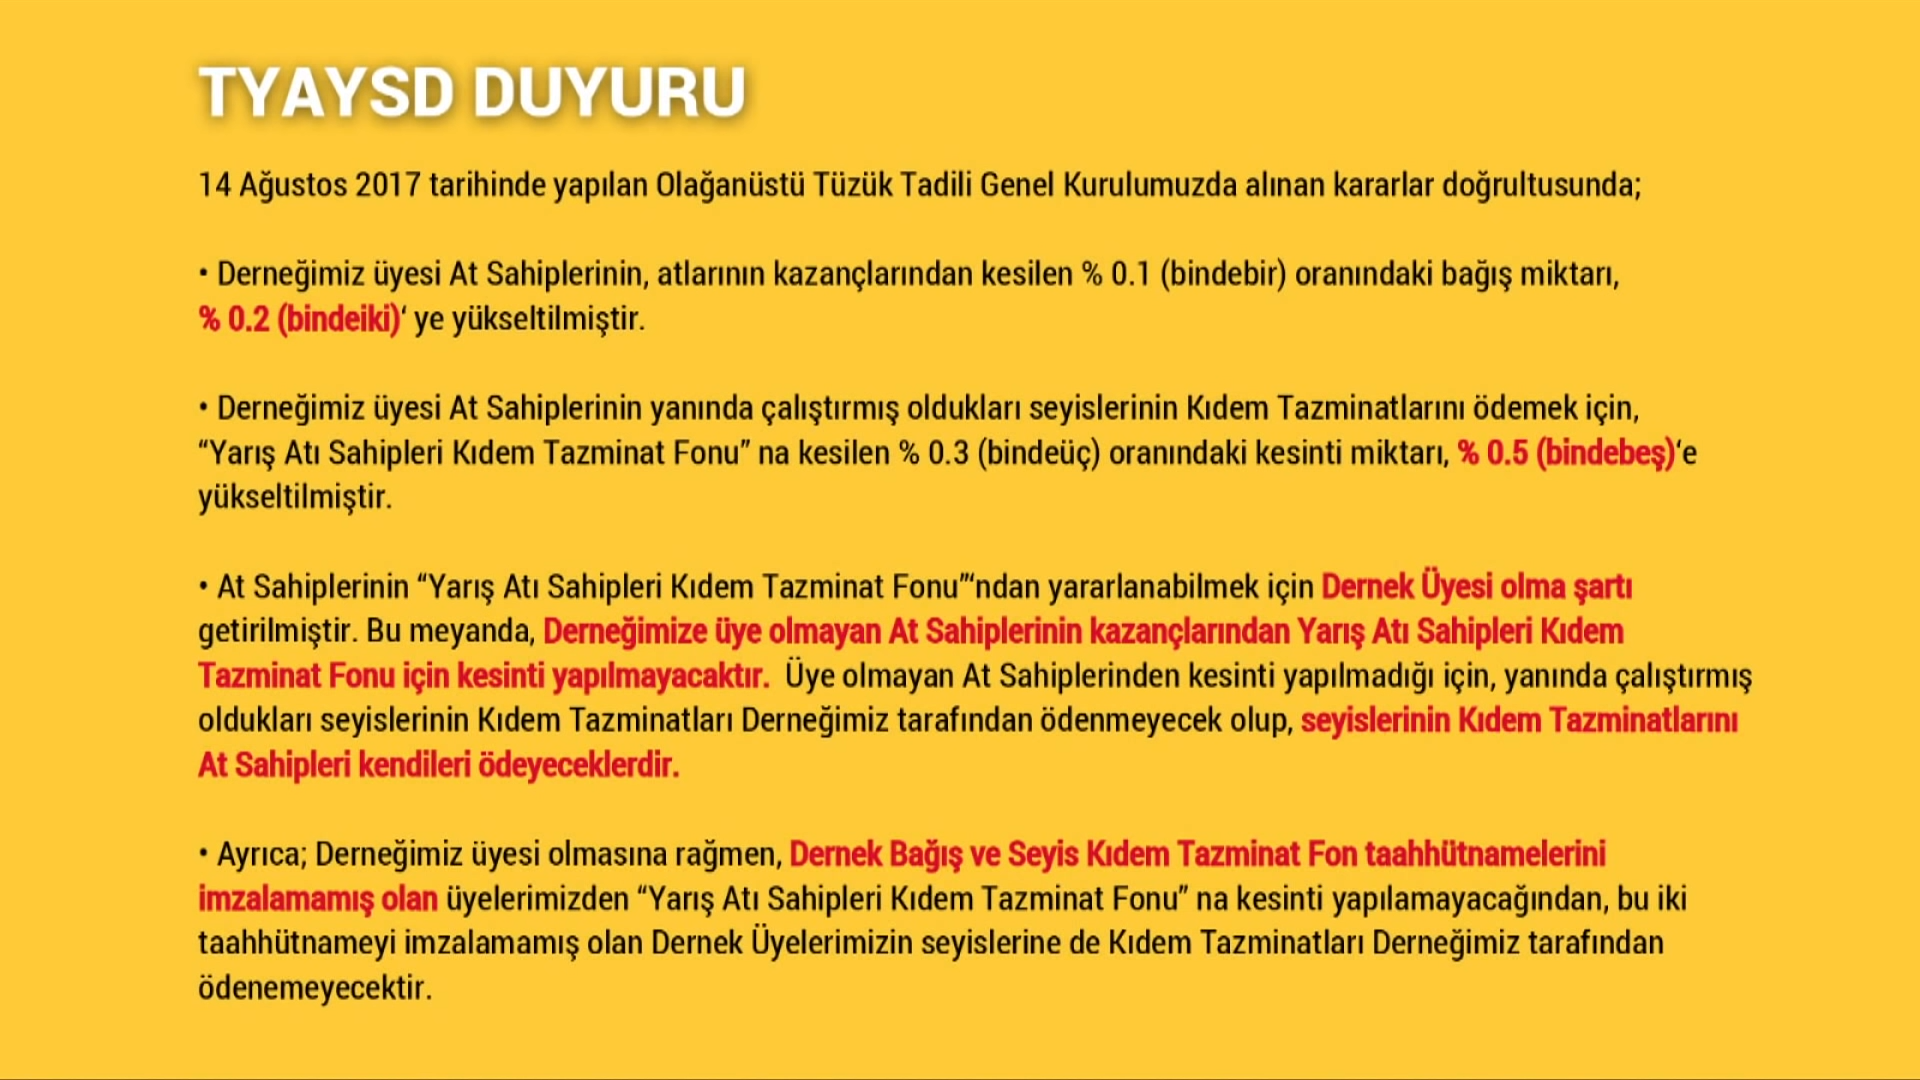 TYAYSD DUYURU
14 Ağustos 2017 tarihinde yapılan Olağanüstü Tüzük Tadili Genel Kurulumuzda alınan kararlar doğrultusunda;
• Derneğimiz üyesi At Sahiplerinin, atlarının kazançlarından kesilen % 0.1 (bindebir) oranındaki bağış miktarı,
% 0.2 (bindeiki)‘ ye yükseltilmiştir.
• Derneğimiz üyesi At Sahiplerinin yanında çalıştırmış oldukları seyislerinin Kıdem Tazminatlarını ödemek için,
“Yarış Atı Sahipleri Kıdem Tazminat Fonu” na kesilen % 0.3 (bindeüç) oranındaki kesinti miktarı, % 0.5 (bindebeş)‘e
yükseltilmiştir.
• At Sahiplerinin “Yarış Atı Sahipleri Kıdem Tazminat Fonu”‘ndan yararlanabilmek için Dernek Üyesi olma şartı
getirilmiştir. Bu meyanda, Derneğimize üye olmayan At Sahiplerinin kazançlarından Yarış Atı Sahipleri Kıdem
Tazminat Fonu için kesinti yapılmayacaktır.  Üye olmayan At Sahiplerinden kesinti yapılmadığı için, yanında çalıştırmış
oldukları seyislerinin Kıdem Tazminatları Derneğimiz tarafından ödenmeyecek olup, seyislerinin Kıdem Tazminatlarını
At Sahipleri kendileri ödeyeceklerdir.
• Ayrıca; Derneğimiz üyesi olmasına rağmen, Dernek Bağış ve Seyis Kıdem Tazminat Fon taahhütnamelerini
imzalamamış olan üyelerimizden “Yarış Atı Sahipleri Kıdem Tazminat Fonu” na kesinti yapılamayacağından, bu iki
taahhütnameyi imzalamamış olan Dernek Üyelerimizin seyislerine de Kıdem Tazminatları Derneğimiz tarafından
ödenemeyecektir.